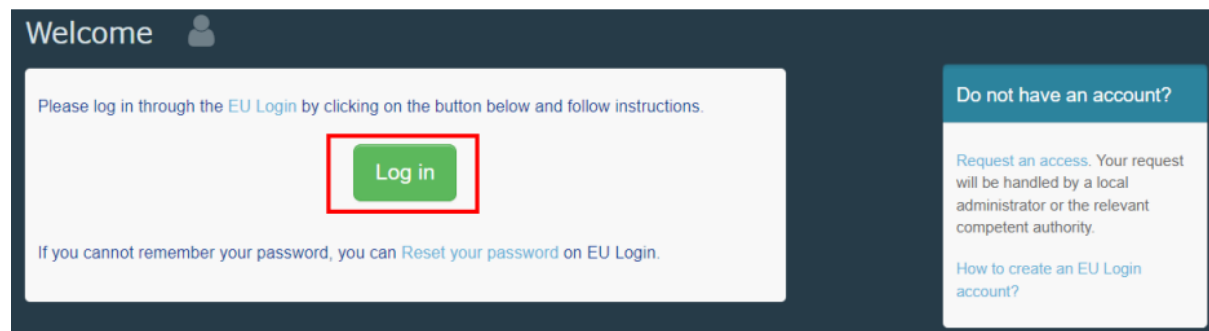 Welcome
Please log in through the EU Login by clicking on the button below and follow instructions.
Log in
If you cannot remember your password, you can Reset your password on EU Login.
Do not have an account?
Request an access. Your request
will be handled by a local
administrator or the relevant
competent authority.
How to create an EU Login
account?